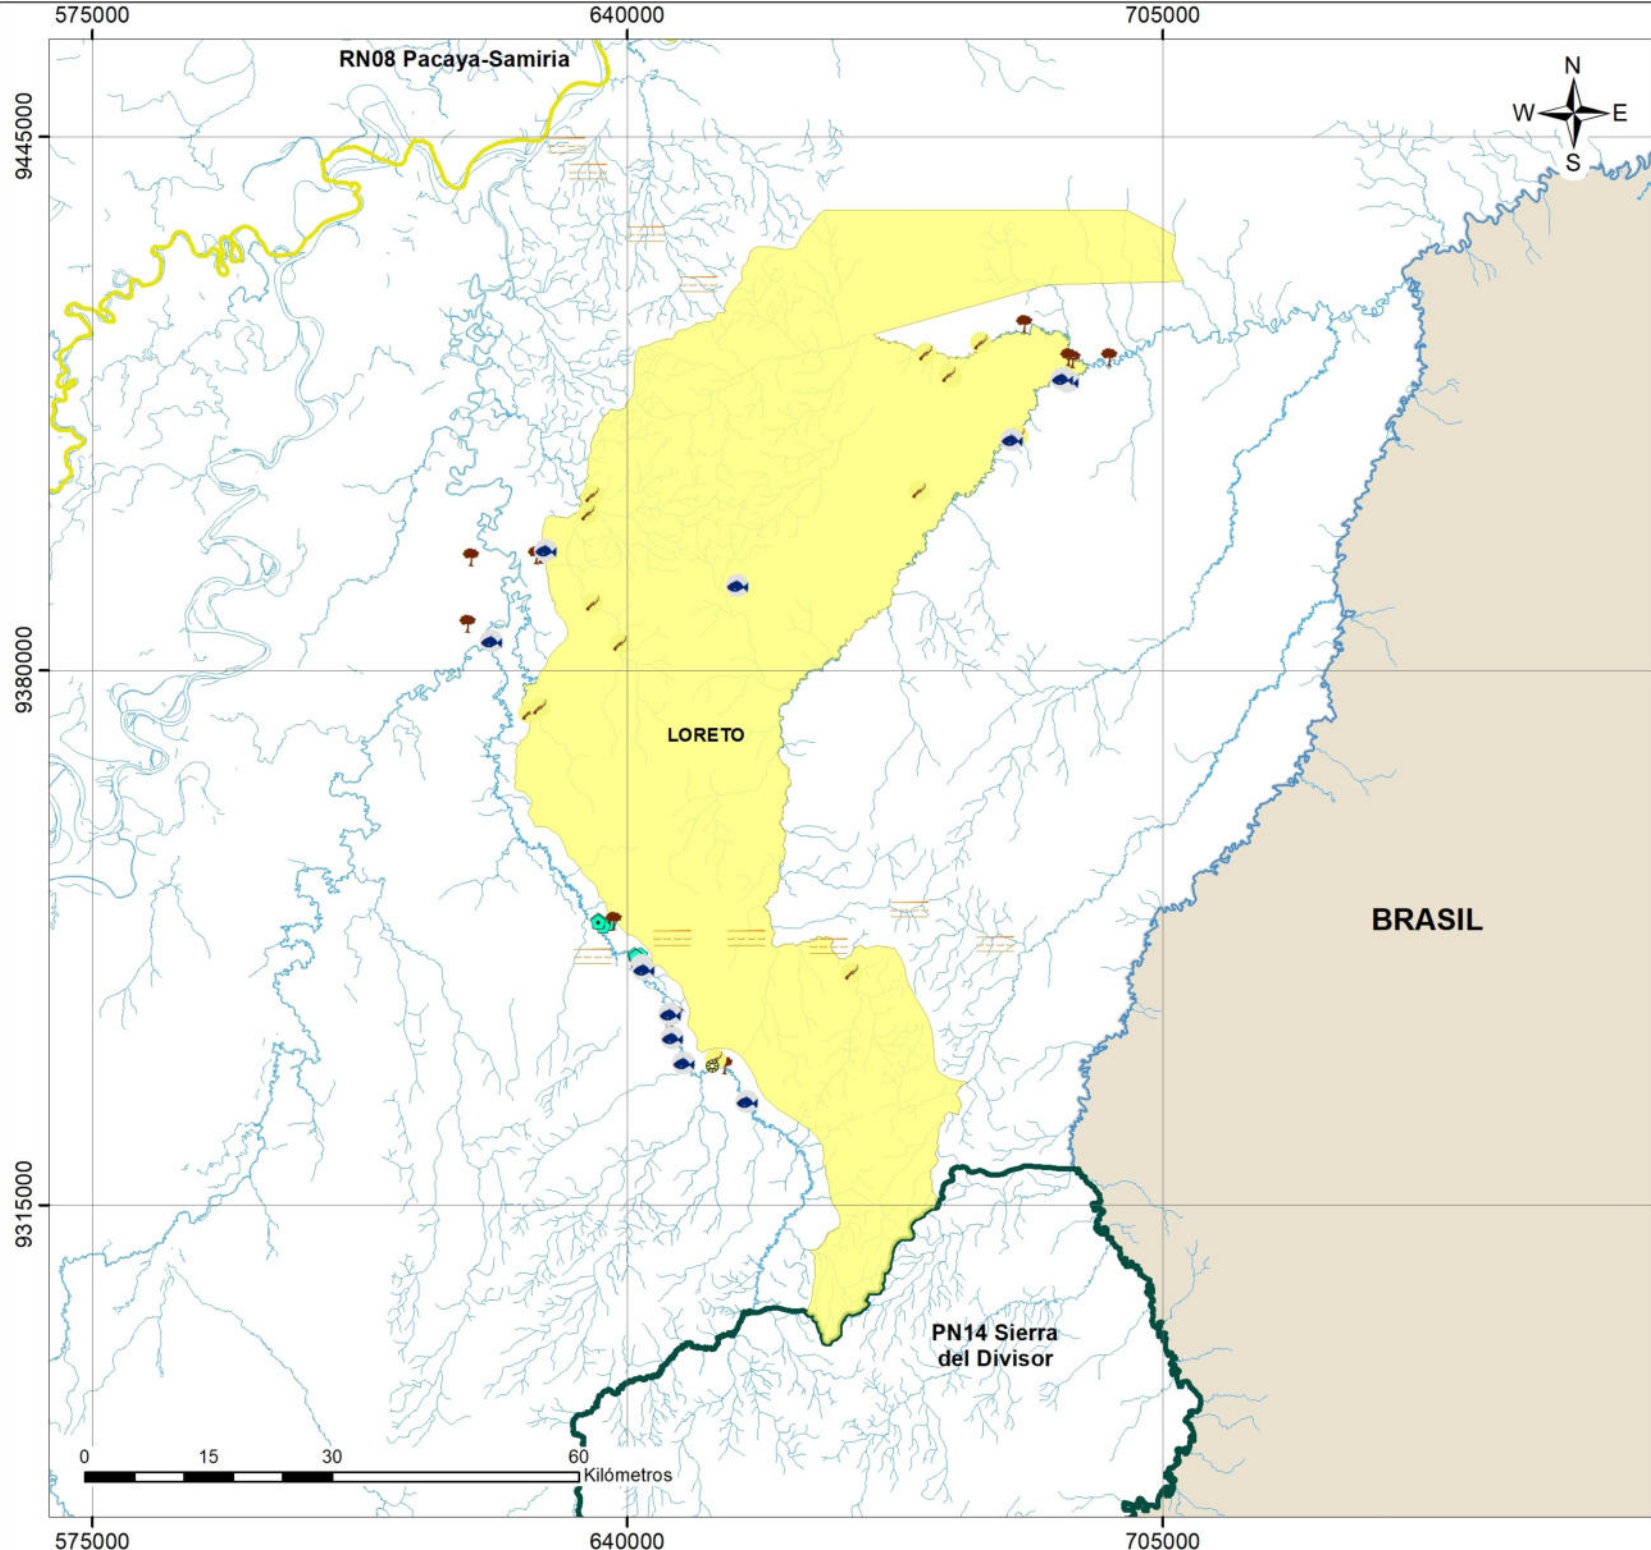 575000 640000 705000
RN08 Pacaya-Samiria
N
W E
S
9445000
9380000
LORETO
BRASIL
9315000
PN14 Sierra
del Divisor
0 15 30 60
Kilómetros
575000 640000 705000